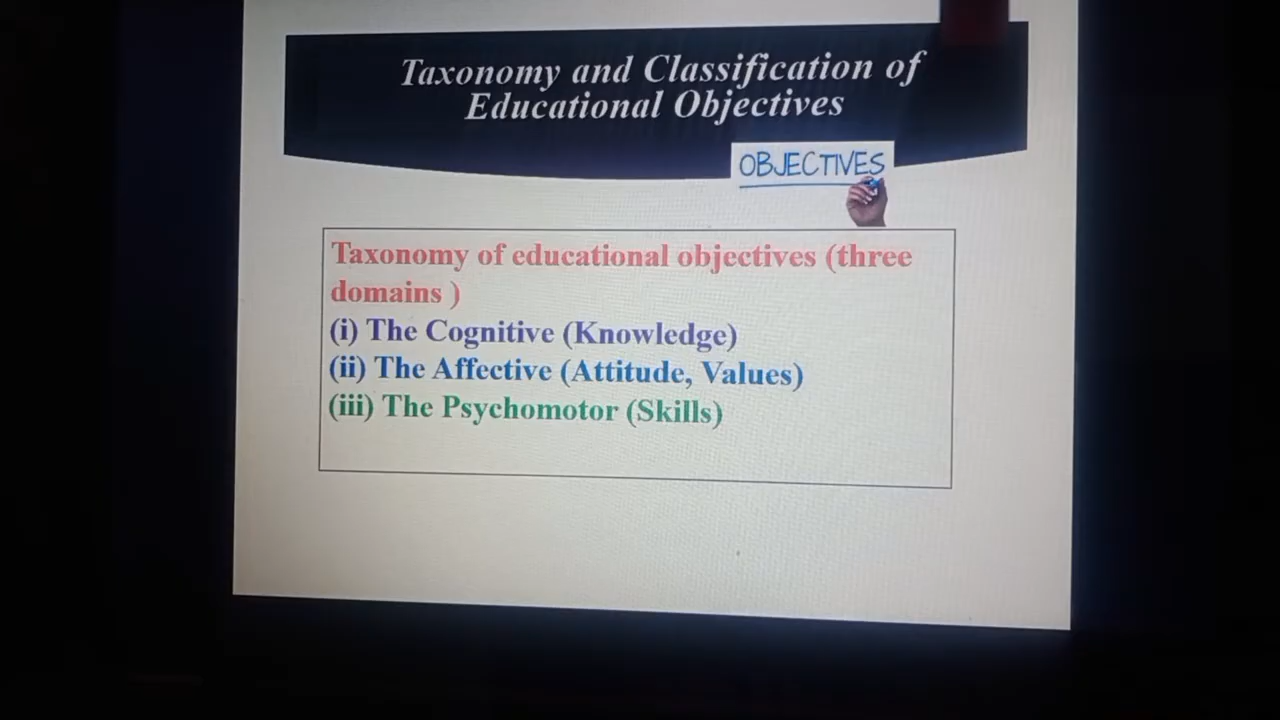 Taxonomy and Classification of
Educational Objectives
OBJECTIVES
Taxonomy of educational objectives (three
domains )
(i) The Cognitive (Knowledge)
(ii) The Affective (Attitude, Values)
(iii) The Psychomotor (Skills)